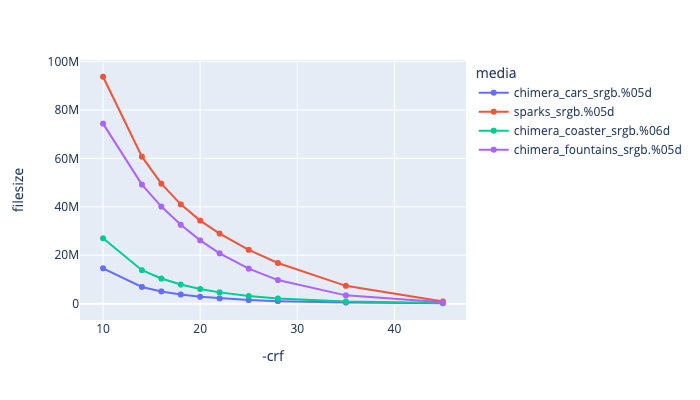 100M
80M
60M
40M
20M
0
10
20
30
40
filesize
-crf
media
chimera_cars_srgb.%05d
sparks_srgb.%05d
chimera_coaster_srgb.%06d
chimera_fountains_srgb.%05d